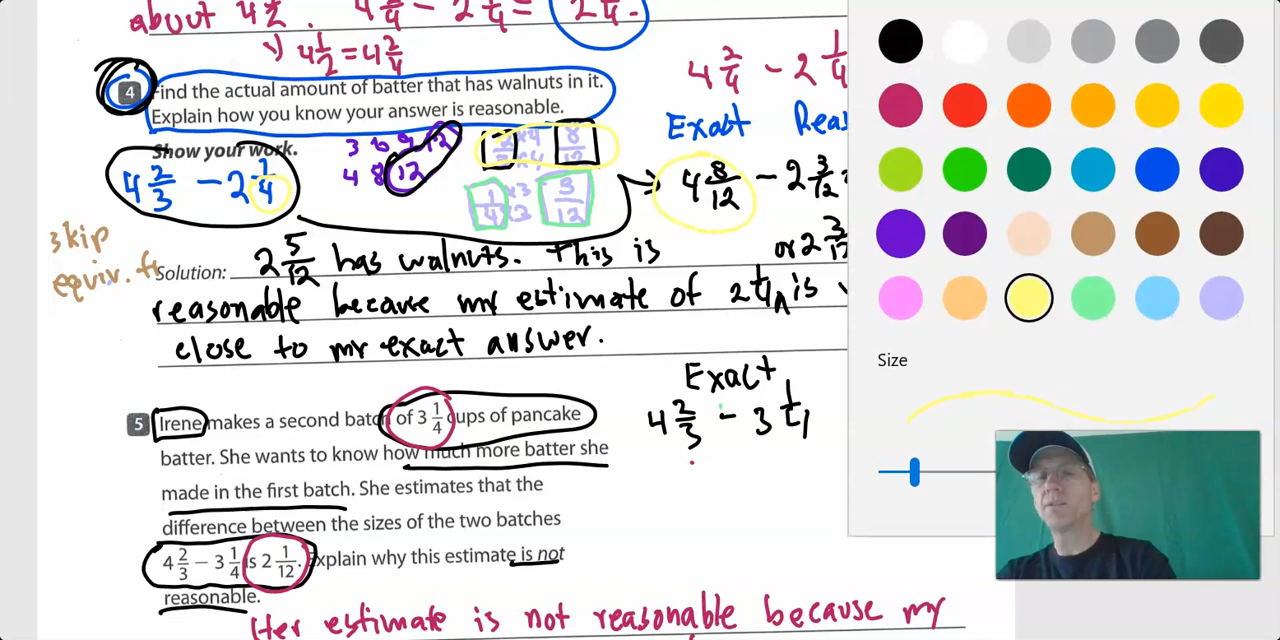 about 4 1/2. 4 2/4 - 2 1/4 = 2 1/4.
4 1/2 = 4 2/4
4 2/4 - 2 1/4
4 Find the actual amount of batter that has walnuts in it.
Explain how you know your answer is reasonable.
Exact
Show your work.
3 6 9 12
4 8 12
8/12
1/4 ×3 3/12
4 2/3 - 2 1/4
4 8/12 - 2 3/12
or 2 3/12
skip
equiv.
Solution: 2 5/12 has walnuts. This is
reasonable because my estimate of 2 1/4 is
close to my exact answer.
Exact
4 2/3 - 3 1/4
5 Irene makes a second batch of 3 1/4 cups of pancake
batter. She wants to know how much more batter she
made in the first batch. She estimates that the
difference between the sizes of the two batches
4 2/3 - 3 1/4 is 2 1/12. Explain why this estimate is not
reasonable.
Her estimate is not reasonable because my
Size